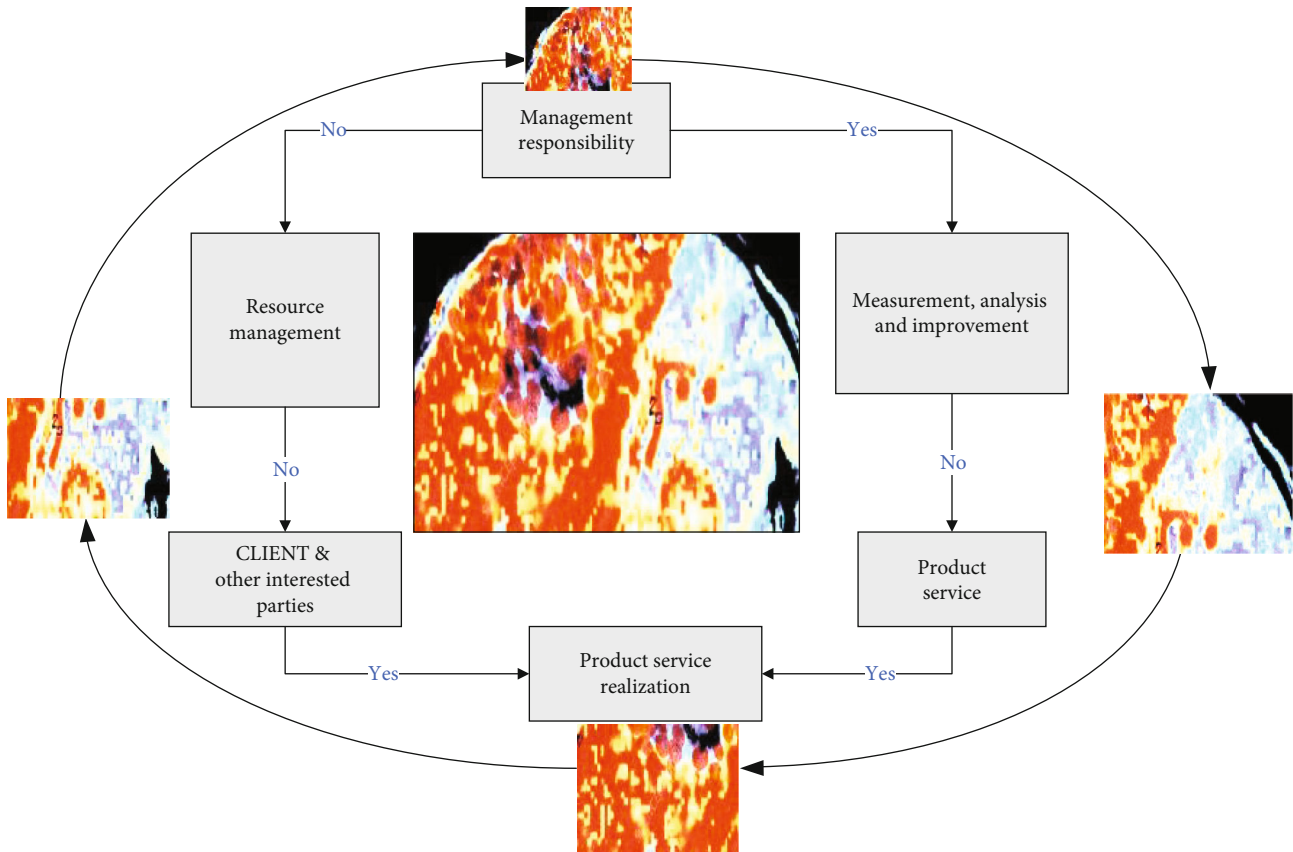 Management
responsibility
No
Yes
Resource
management
Measurement, analysis
and improvement
No
No
CLIENT &
other interested
parties
Product
service
Product service
realization
Yes
Yes